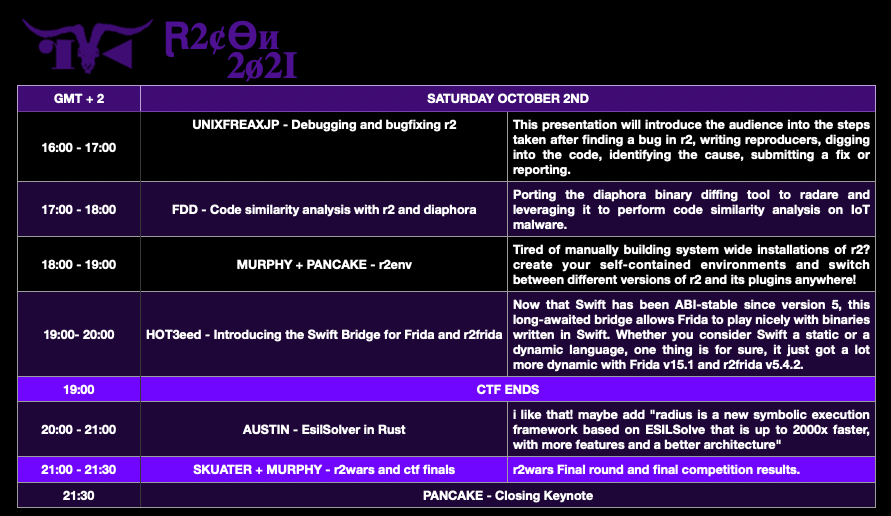 R2¢Ѳи
2ø2I
GMT + 2
SATURDAY OCTOBER 2ND
16:00 - 17:00
UNIXFREAXJP - Debugging and bugfixing r2
This presentation will introduce the audience into the steps
taken after finding a bug in r2, writing reproducers, digging
into the code, identifying the cause, submitting a fix or
reporting.
17:00 - 18:00
FDD - Code similarity analysis with r2 and diaphora
Porting the diaphora binary diffing tool to radare and
leveraging it to perform code similarity analysis on IoT
malware.
18:00 - 19:00
MURPHY + PANCAKE - r2env
Tired of manually building system wide installations of r2?
create your self-contained environments and switch
between different versions of r2 and its plugins anywhere!
19:00- 20:00
HOT3eed - Introducing the Swift Bridge for Frida and r2frida
Now that Swift has been ABI-stable since version 5, this
long-awaited bridge allows Frida to play nicely with binaries
written in Swift. Whether you consider Swift a static or a
dynamic language, one thing is for sure, it just got a lot
more dynamic with Frida v15.1 and r2frida v5.4.2.
19:00
CTF ENDS
20:00 - 21:00
AUSTIN - EsilSolver in Rust
i like that! maybe add "radius is a new symbolic execution
framework based on ESILSolve that is up to 2000x faster,
with more features and a better architecture"
21:00 - 21:30
SKUATER + MURPHY - r2wars and ctf finals
r2wars Final round and final competition results.
21:30
PANCAKE - Closing Keynote